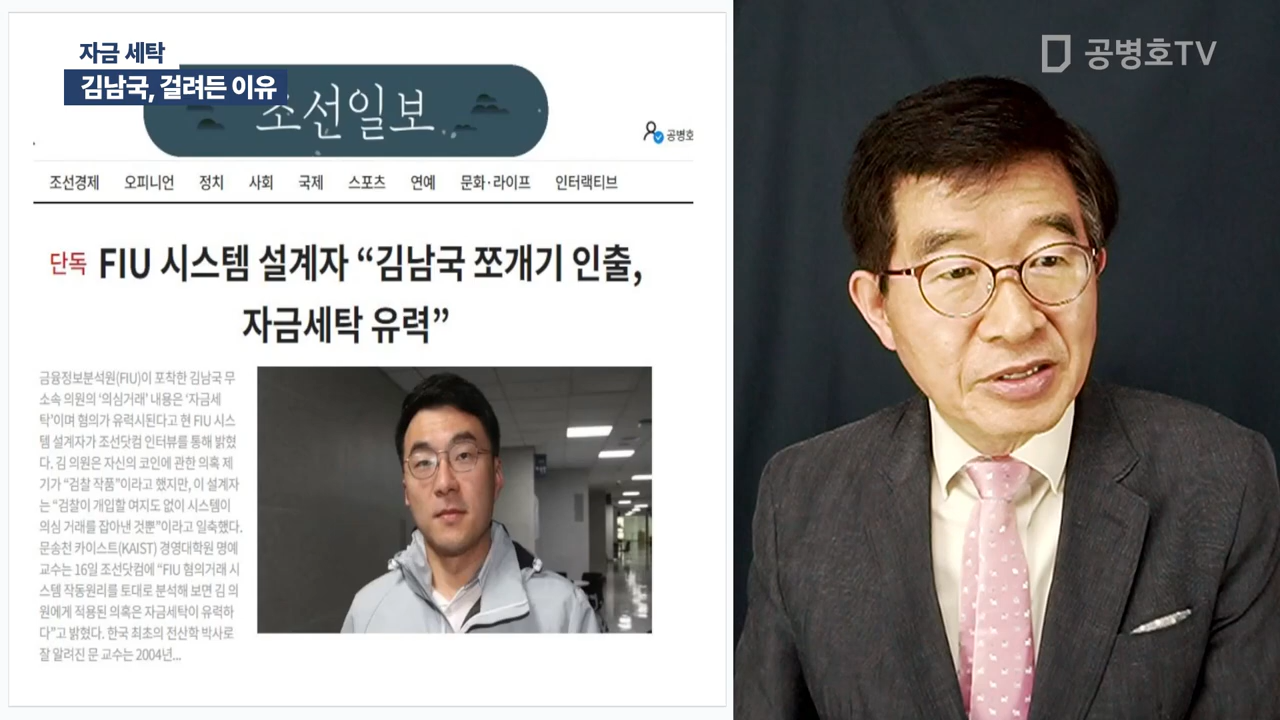 자금 세탁
김남국, 걸려든 이유
공병호TV
조선일보
공병호
조선경제 오피니언 정치 사회 국제 스포츠 연예 문화·라이프 인터랙티브
단독 FIU 시스템 설계자 “김남국 쪼개기 인출,
자금세탁 유력”
금융정보분석원(FIU)이 포착한 김남국 무
소속 의원의 ‘의심거래’ 내용은 ‘자금세
탁’이며 혐의가 유력시된다고 현 FIU 시스
템 설계자가 조선닷컴 인터뷰를 통해 밝혔
다. 김 의원은 자신의 코인에 관한 의혹 제
기가 “검찰 작품”이라고 했지만, 이 설계자
는 “검찰이 개입할 여지도 없이 시스템이
의심 거래를 잡아낸 것뿐”이라고 일축했다.
문송천 카이스트(KAIST) 경영대학원 명예
교수는 16일 조선닷컴에 “FIU 혐의거래 시
스템 작동원리를 토대로 분석해 보면 김 의
원에게 적용된 의혹은 자금세탁이 유력하
다”고 밝혔다. 한국 최초의 전산학 박사로
잘 알려진 문 교수는 2004년...